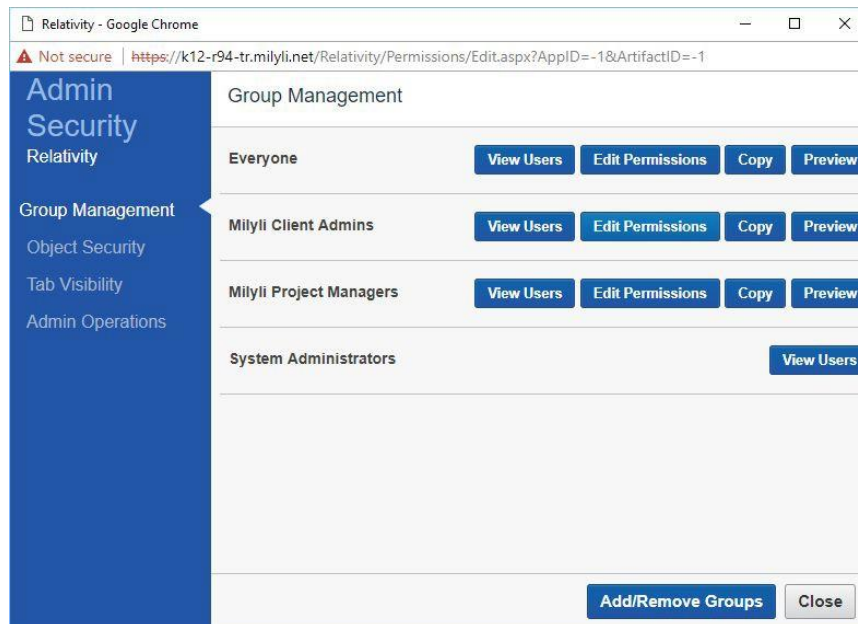 Relativity - Google Chrome
Not secure | https://k12-r94-tr.milyli.net/Relativity/Permissions/Edit.aspx?AppID=-1&ArtifactID=-1
Admin
Security
Relativity
Group Management
Object Security
Tab Visibility
Admin Operations
Group Management
Everyone View Users Edit Permissions Copy Preview
Milyli Client Admins View Users Edit Permissions Copy Preview
Milyli Project Managers View Users Edit Permissions Copy Preview
System Administrators View Users
Add/Remove Groups Close